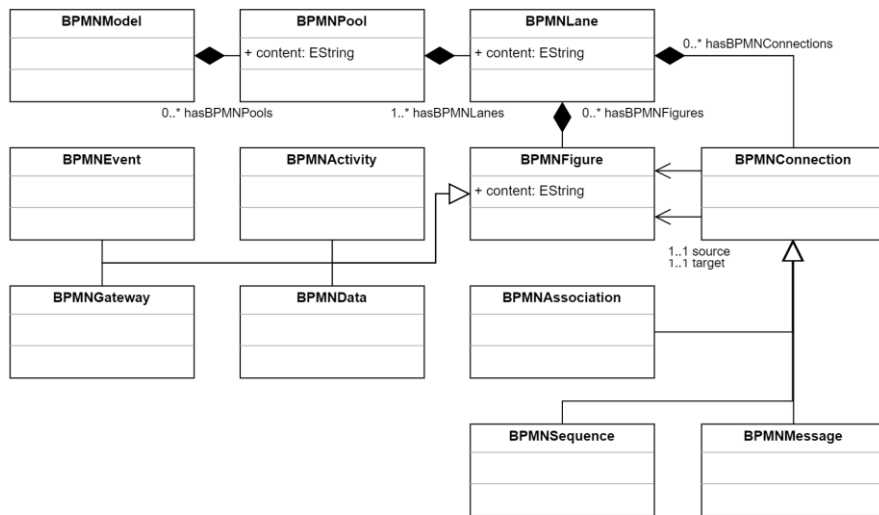 BPMNModel
BPMNPool
BPMNLane
+ content: EString
+ content: EString
0..* hasBPMNConnections
0..* hasBPMNPools
1..* hasBPMNLanes
0..* hasBPMNFigures
BPMNEvent
BPMNActivity
BPMNFigure
BPMNConnection
+ content: EString
1..1 source
1..1 target
BPMNGateway
BPMNData
BPMNAssociation
BPMNSequence
BPMNMessage